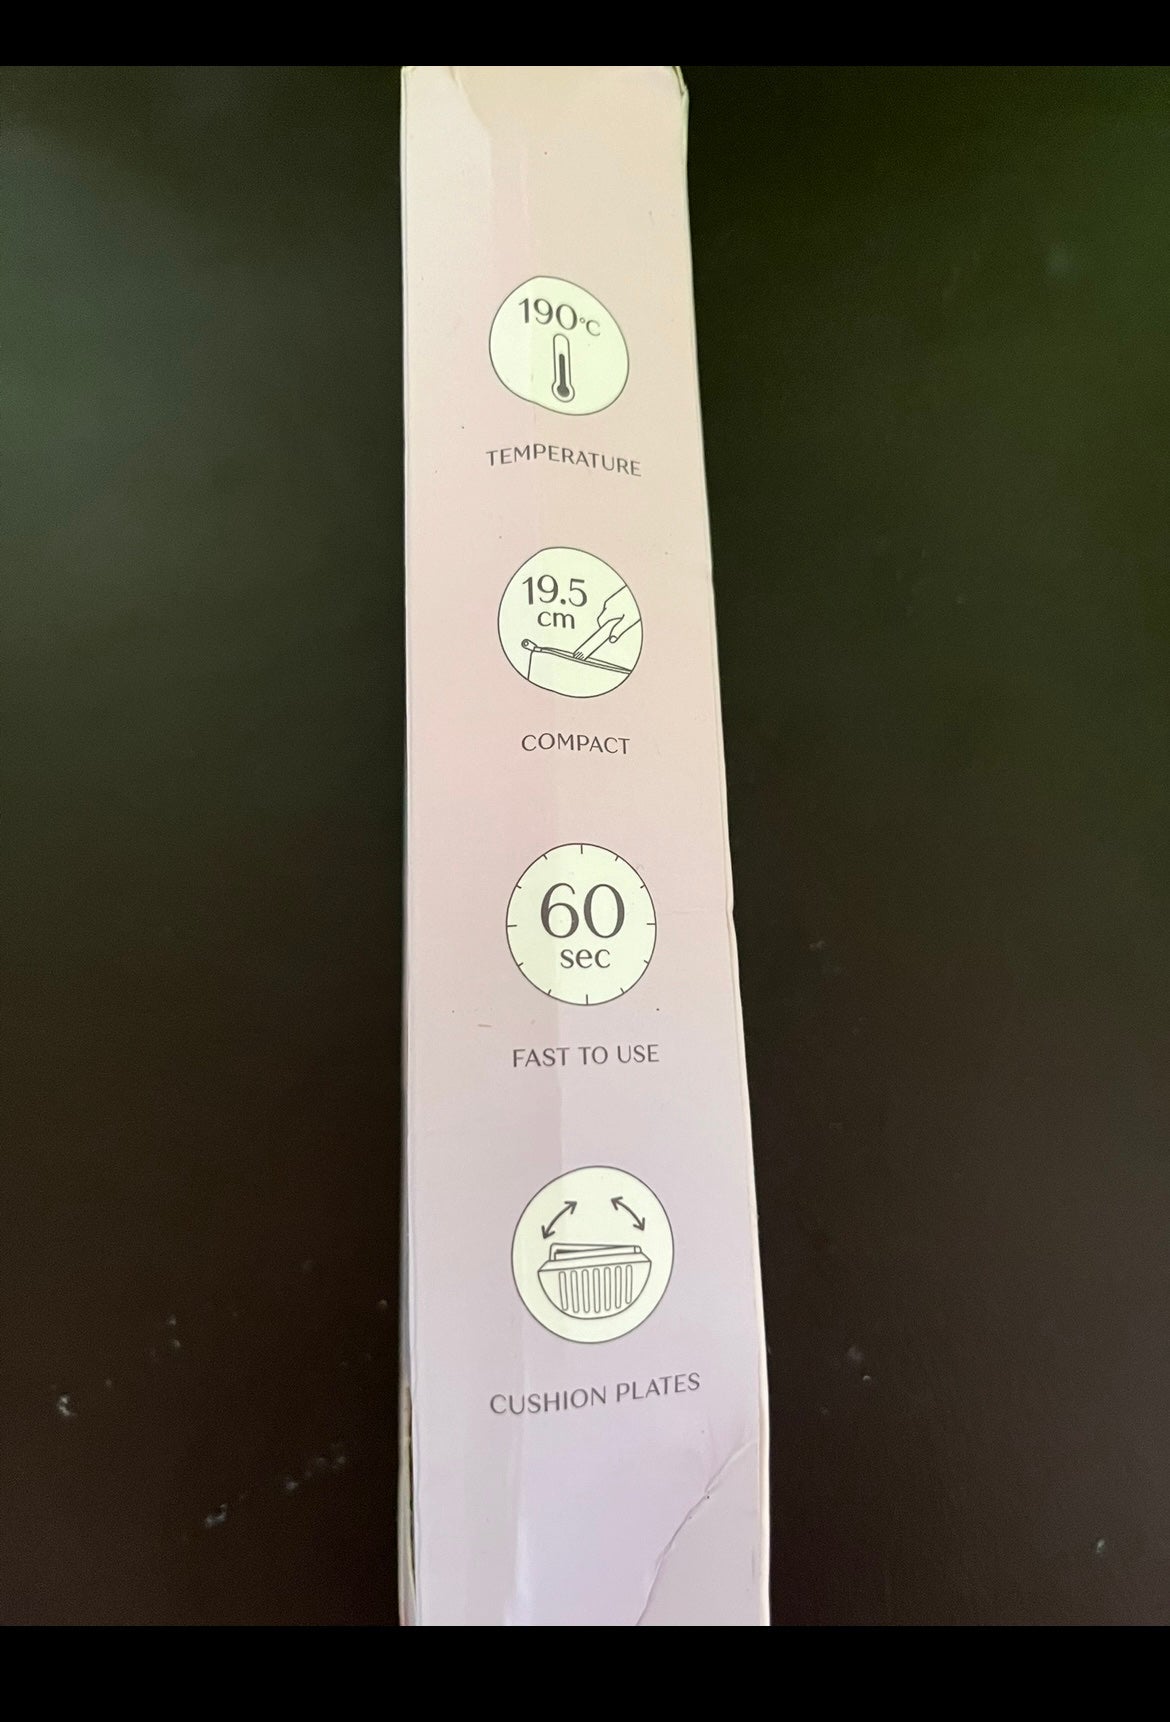 190°C
TEMPERATURE
19.5
cm
COMPACT
60
sec
FAST TO USE
CUSHION PLATES